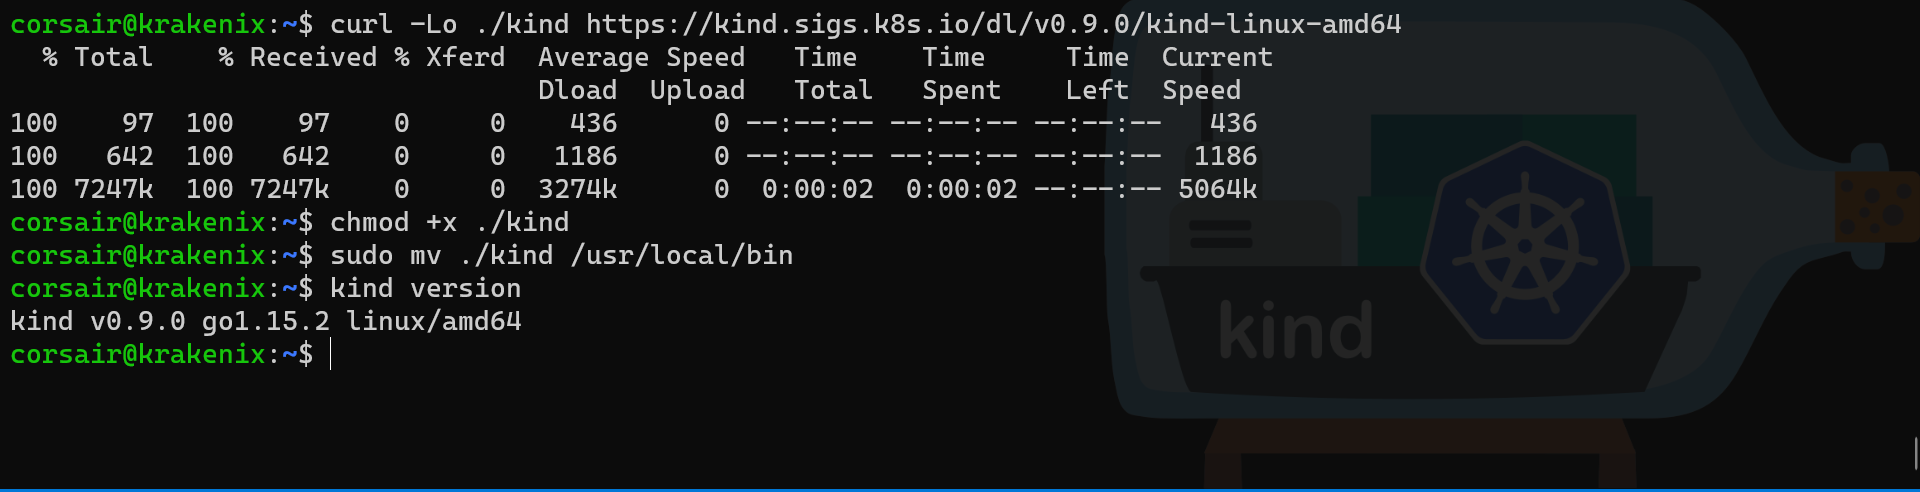 corsair@krakenix:~$ curl -Lo ./kind https://kind.sigs.k8s.io/dl/v0.9.0/kind-linux-amd64
  % Total    % Received % Xferd  Average Speed   Time    Time     Time  Current
                                 Dload  Upload   Total   Spent    Left  Speed
100    97  100    97    0     0    436      0 --:--:-- --:--:-- --:--:--   436
100   642  100   642    0     0   1186      0 --:--:-- --:--:-- --:--:--  1186
100 7247k  100 7247k    0     0  3274k      0  0:00:02  0:00:02 --:--:-- 5064k
corsair@krakenix:~$ chmod +x ./kind
corsair@krakenix:~$ sudo mv ./kind /usr/local/bin
corsair@krakenix:~$ kind version
kind v0.9.0 go1.15.2 linux/amd64
corsair@krakenix:~$
kind